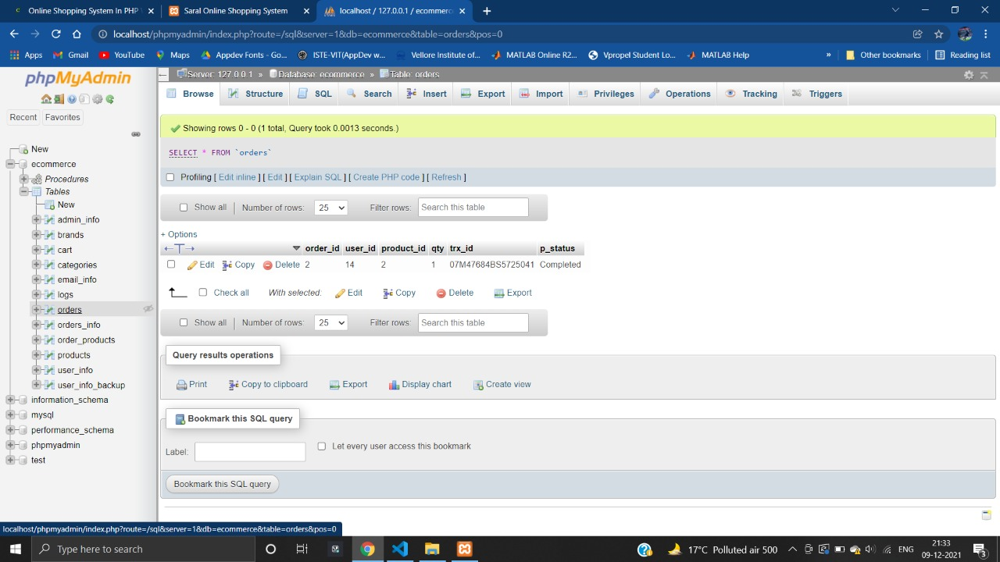 Online Shopping System In PHP
Saral Online Shopping System
localhost / 127.0.0.1 / ecommerc
localhost/phpmyadmin/index.php?route=/sql&server=1&db=ecommerce&table=orders&pos=0
Apps Gmail YouTube Maps Appdev Fonts - Go... ISTE-VIT(AppDev w... Vellore Institute of... MATLAB Online R2... Vpropel Student Lo... MATLAB Help » Other bookmarks Reading list
phpMyAdmin
Server: 127.0.0.1 » Database: ecommerce » Table: orders
Browse Structure SQL Search Insert Export Import Privileges Operations Tracking Triggers
Recent Favorites
New
ecommerce
Procedures
Tables
New
admin_info
brands
cart
categories
email_info
logs
orders
orders_info
order_products
products
user_info
user_info_backup
information_schema
mysql
performance_schema
phpmyadmin
test
Showing rows 0 - 0 (1 total, Query took 0.0013 seconds.)
SELECT * FROM `orders`
Profiling [ Edit inline ] [ Edit ] [ Explain SQL ] [ Create PHP code ] [ Refresh ]
Show all | Number of rows: 25 Filter rows: Search this table
+ Options
←T→ order_id user_id product_id qty trx_id p_status
Edit Copy Delete 2 14 2 1 07M47684BS5725041 Completed
Check all With selected: Edit Copy Delete Export
Show all | Number of rows: 25 Filter rows: Search this table
Query results operations
Print Copy to clipboard Export Display chart Create view
Bookmark this SQL query
Label: Let every user access this bookmark
Bookmark this SQL query
localhost/phpmyadmin/index.php?route=/sql&server=1&db=ecommerce&table=orders&pos=0
Type here to search
17°C Polluted air 500 ENG
21:33
09-12-2021
3